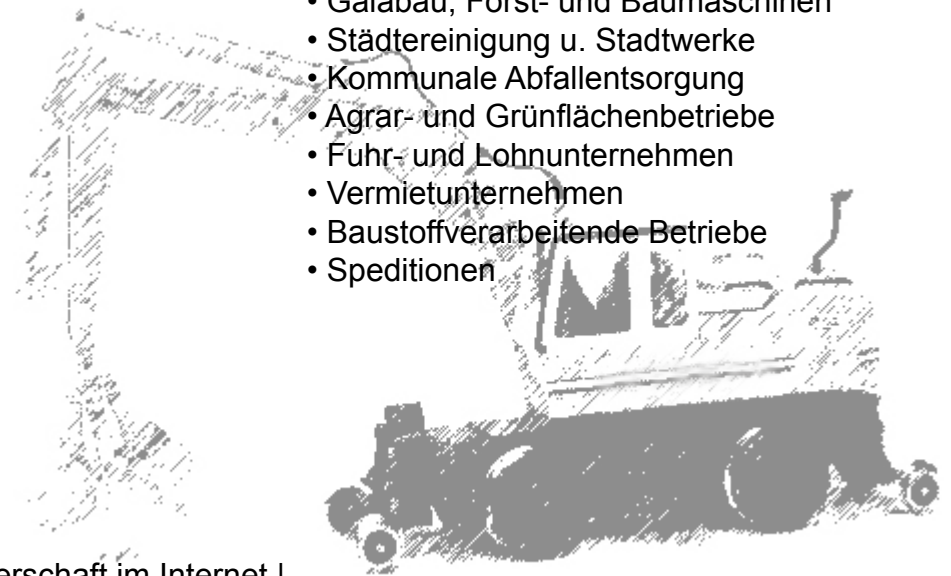 • Galabau, Forst- und Baumaschinen
• Städtereinigung u. Stadtwerke
• Kommunale Abfallentsorgung
• Agrar- und Grünflächenbetriebe
• Fuhr- und Lohnunternehmen
• Vermietunternehmen
• Baustoffverarbeitende Betriebe
• Speditionen
erschaft im Internet |